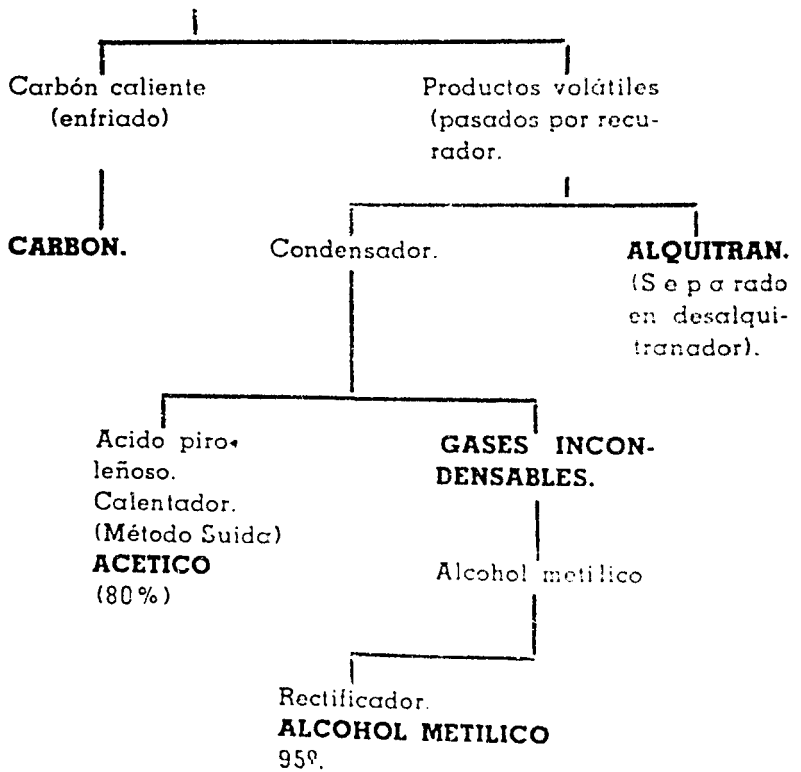 Carbón caliente
(enfriado)
Productos volátiles
(pasados por recu-
rador.
CARBON.
Condensador.
ALQUITRAN.
(Separado
en desalqui-
tranador).
Acido piro-
leñoso.
Calentador.
(Método Suida)
ACETICO
(80%)
GASES INCON-
DENSABLES.
Alcohol metilico
Rectificador.
ALCOHOL METILICO
95º.